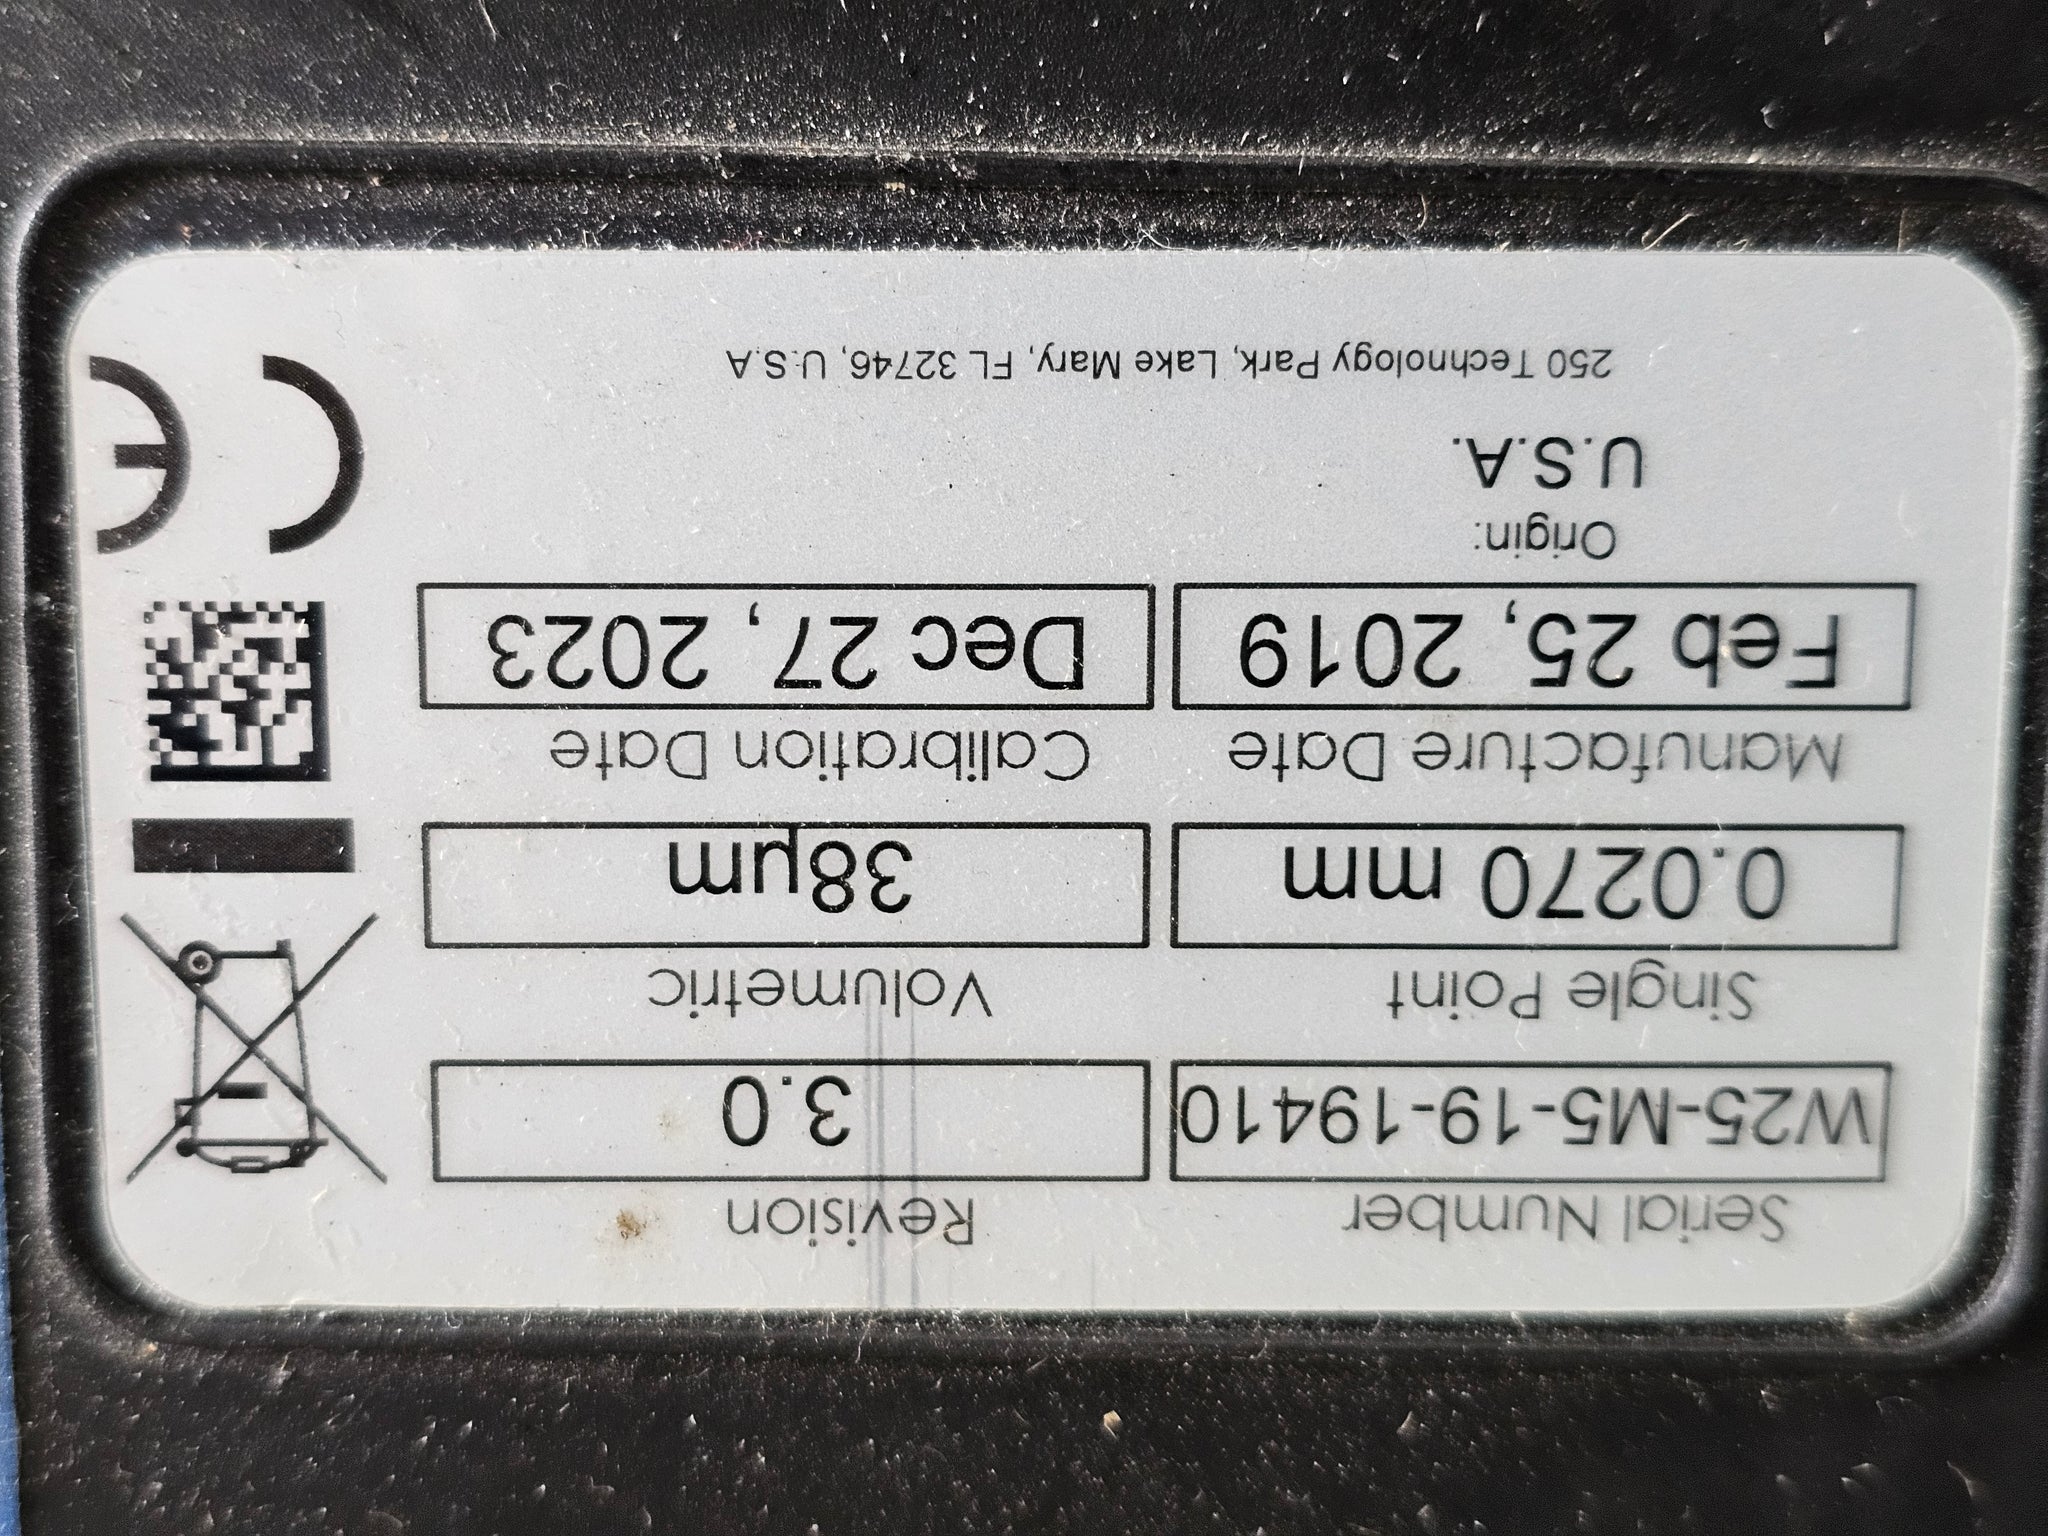 Serial Number Revision
W25-M5-19-19410 3.0
Single Point Volumetric
0.0270 mm 38µm
Manufacture Date Calibration Date
Feb 25, 2019 Dec 27, 2023
Origin:
U.S.A.
250 Technology Park, Lake Mary, FL 32746, U.S.A
CE